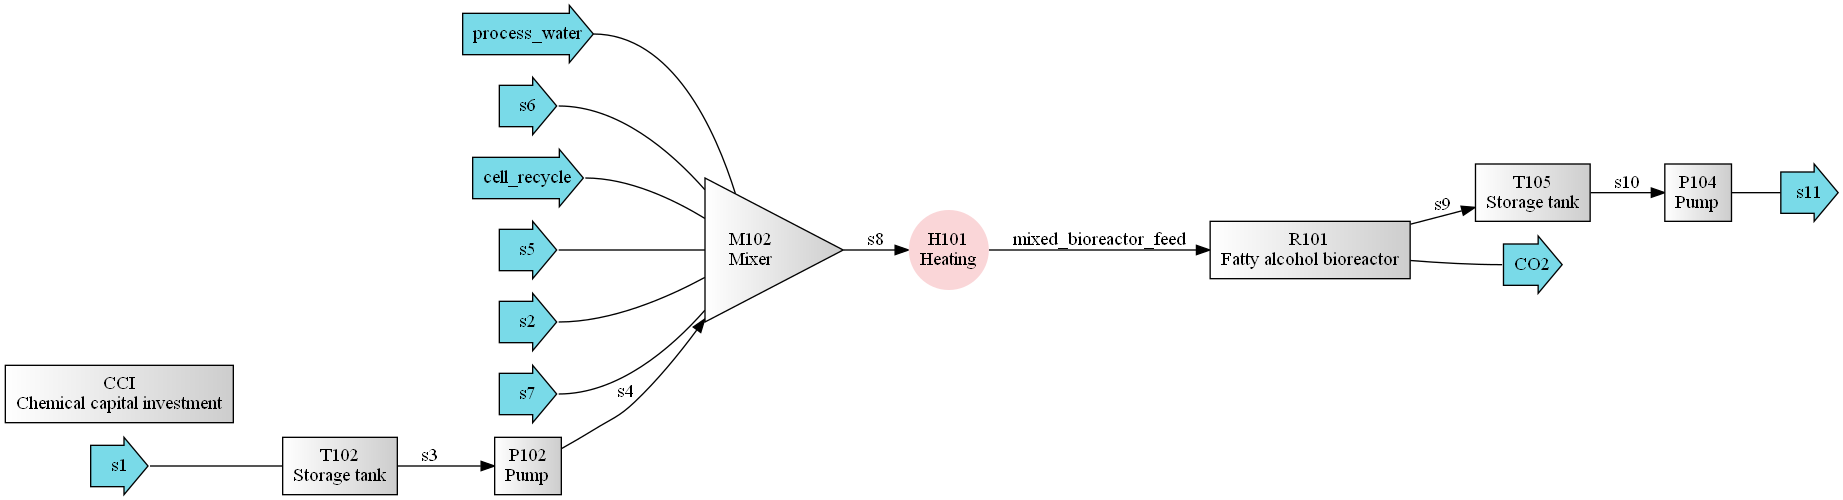 process_water
s6
cell_recycle
s5
s2
s7
s4
M102
Mixer
s8
H101
Heating
mixed_bioreactor_feed
R101
Fatty alcohol bioreactor
s9
CO2
T105
Storage tank
s10
P104
Pump
s11
CCI
Chemical capital investment
s1
T102
Storage tank
s3
P102
Pump